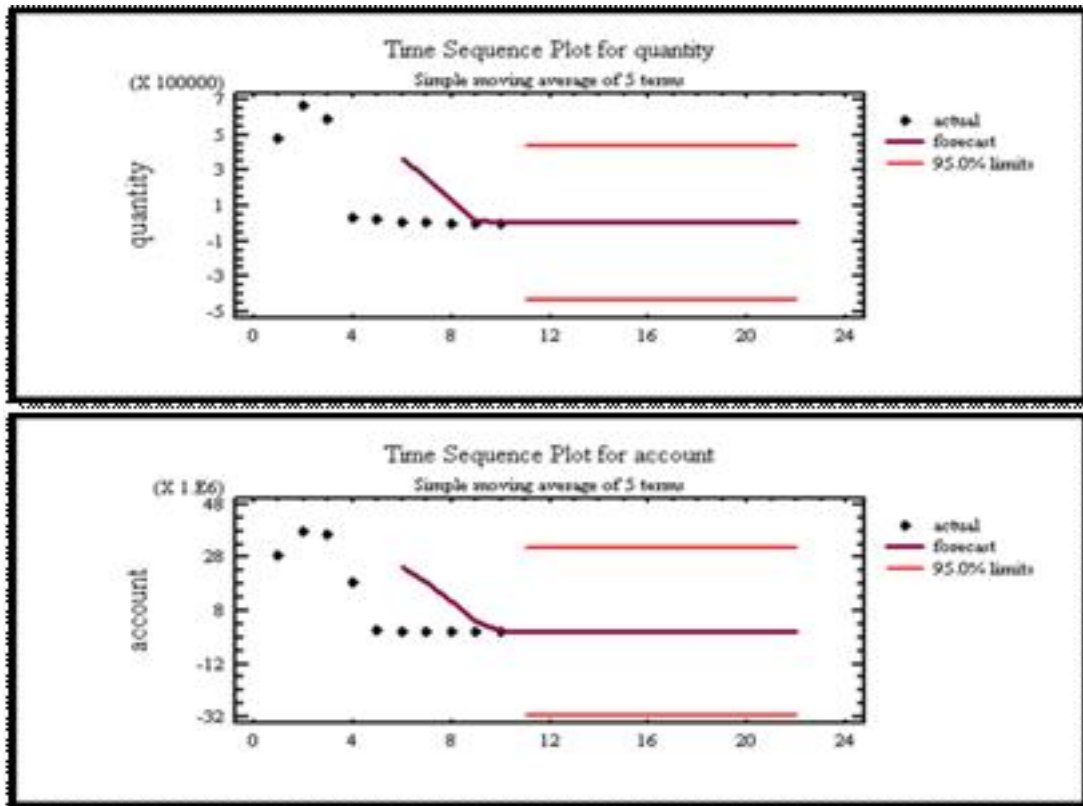 Time Sequence Plot for quantity
(X 100000)
Simple moving average of 5 terms
7
5
3
1
-1
-3
-5
quantity
0 4 8 12 16 20 24
actual
forecast
95.0% limits
Time Sequence Plot for account
(X 1.E6)
Simple moving average of 5 terms
48
28
8
-12
-32
account
0 4 8 12 16 20 24
actual
forecast
95.0% limits